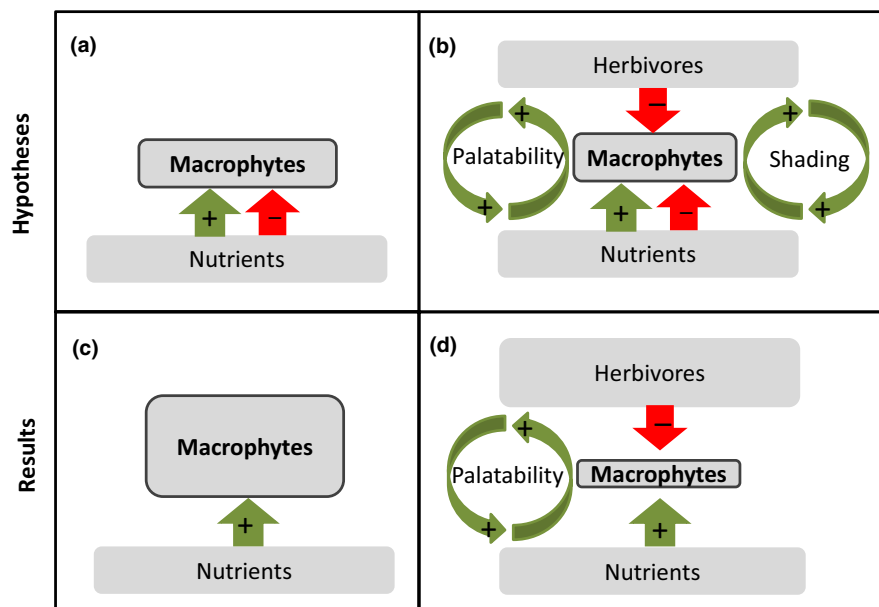 Hypotheses
(a)
Macrophytes
+
−
Nutrients
(b)
Herbivores
−
+
+
Palatability
Macrophytes
Shading
+
+
−
+
Nutrients
Results
(c)
Macrophytes
+
Nutrients
(d)
Herbivores
−
+
Palatability
Macrophytes
+
+
Nutrients